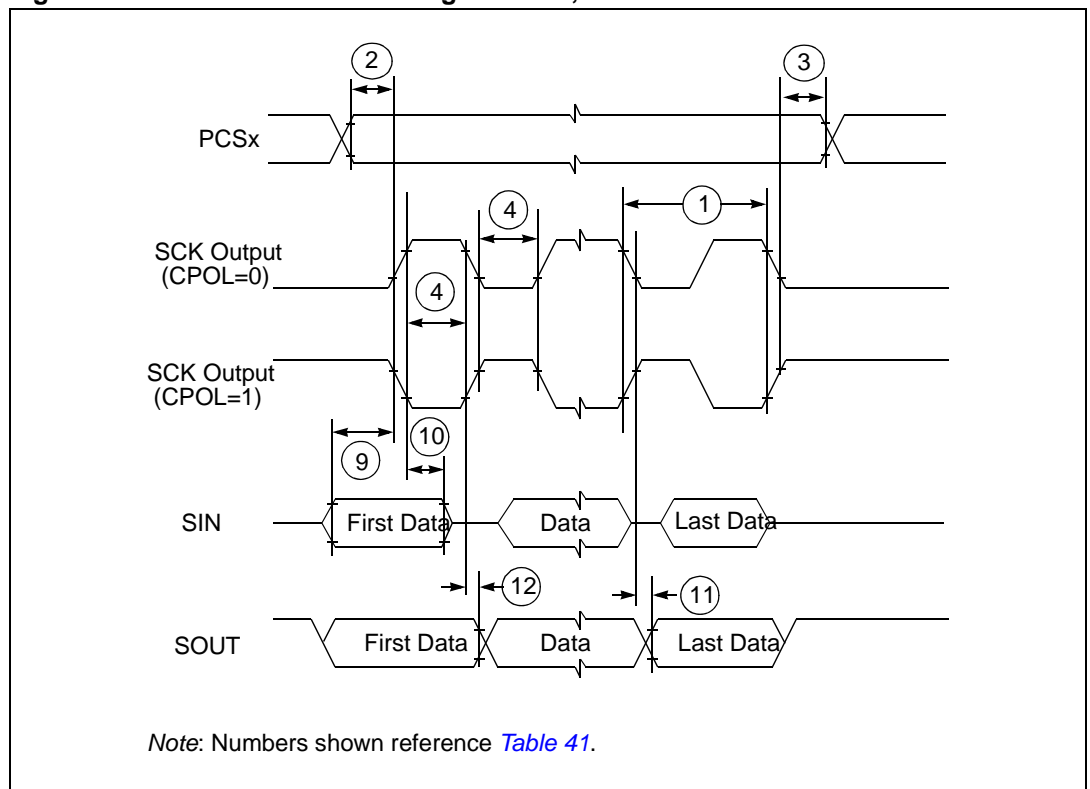 2
3
PCSx
4
1
SCK Output
(CPOL=0)
4
SCK Output
(CPOL=1)
10
9
SIN
First Data
Data
Last Data
12
11
SOUT
First Data
Data
Last Data
Note: Numbers shown reference Table 41.